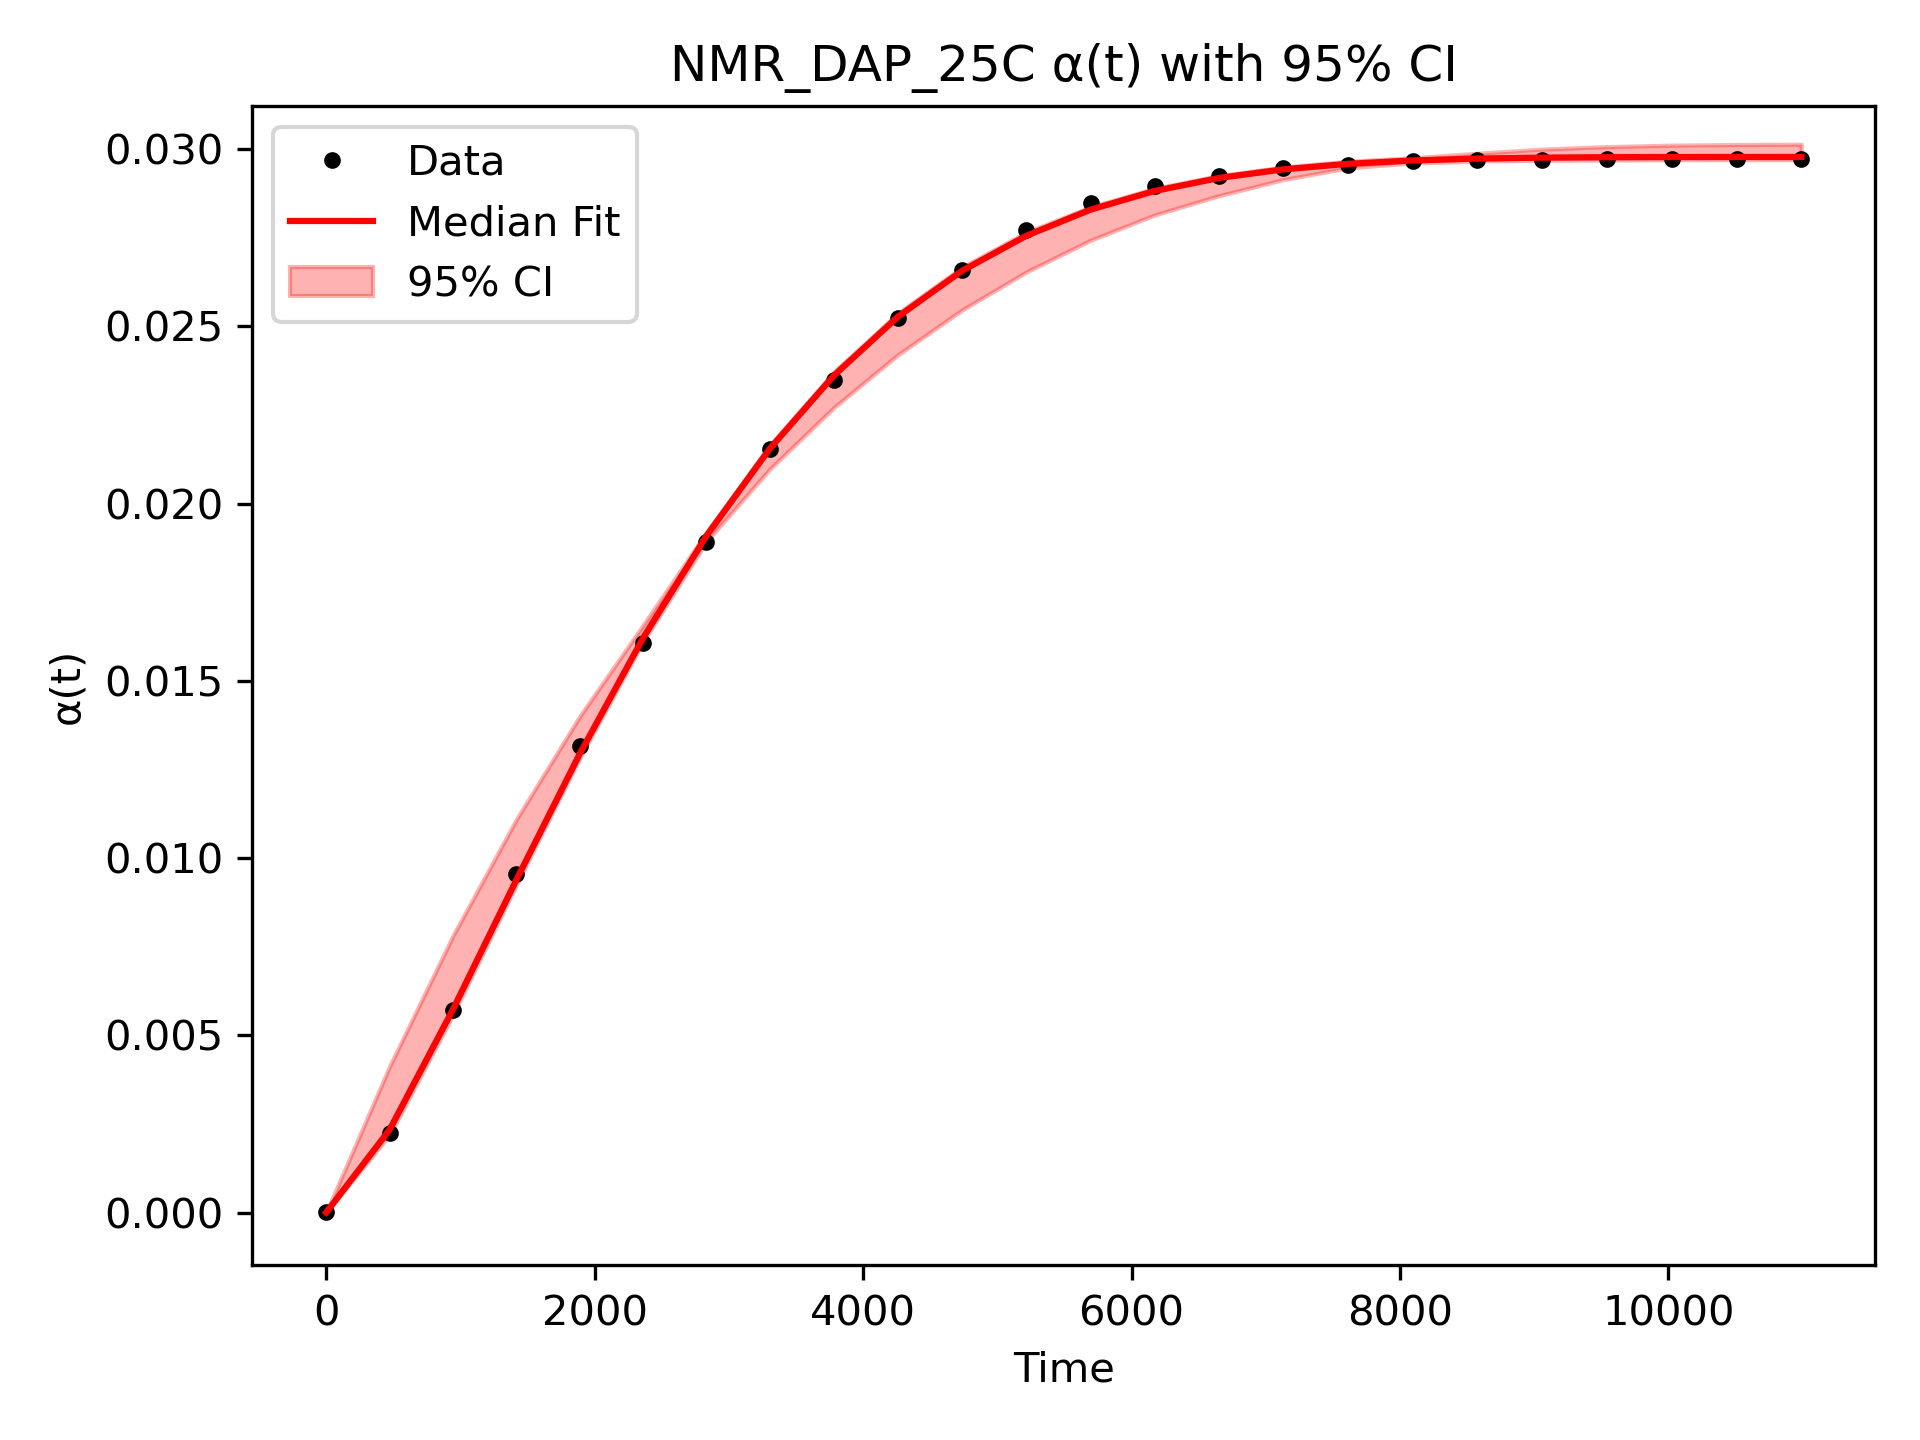 NMR_DAP_25C α(t) with 95% CI
Data
Median Fit
95% CI
0.030
0.025
0.020
0.015
0.010
0.005
0.000
α(t)
0 2000 4000 6000 8000 10000
Time